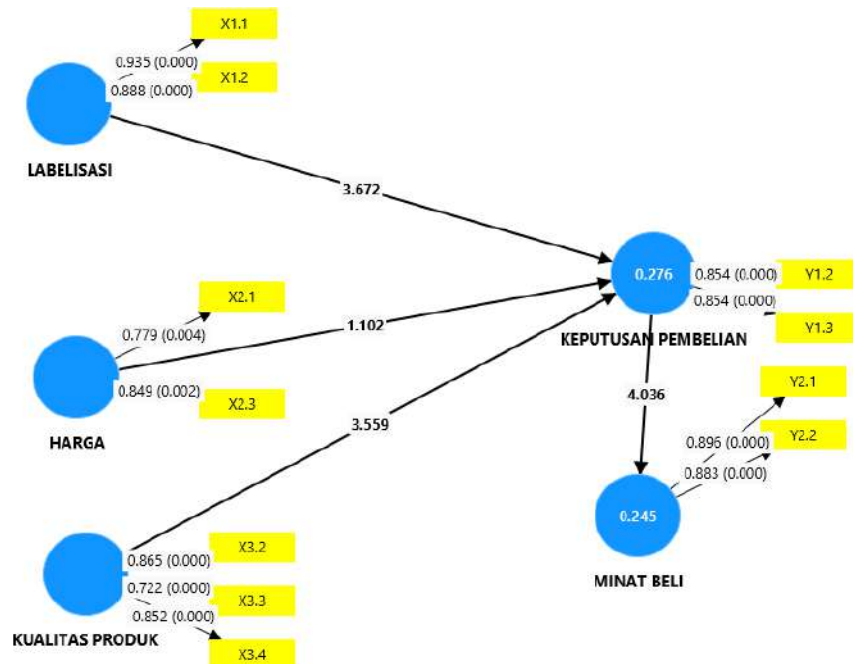 X1.1
0.935 (0.000)
X1.2
0.888 (0.000)
LABELISASI
3.672
X2.1
0.779 (0.004)
1.102
0.849 (0.002)
X2.3
HARGA
3.559
0.276
0.854 (0.000)
Y1.2
0.854 (0.000)
Y1.3
KEPUTUSAN PEMBELIAN
4.036
Y2.1
0.896 (0.000)
Y2.2
0.883 (0.000)
0.245
MINAT BELI
0.865 (0.000)
X3.2
0.722 (0.000)
X3.3
0.852 (0.000)
X3.4
KUALITAS PRODUK